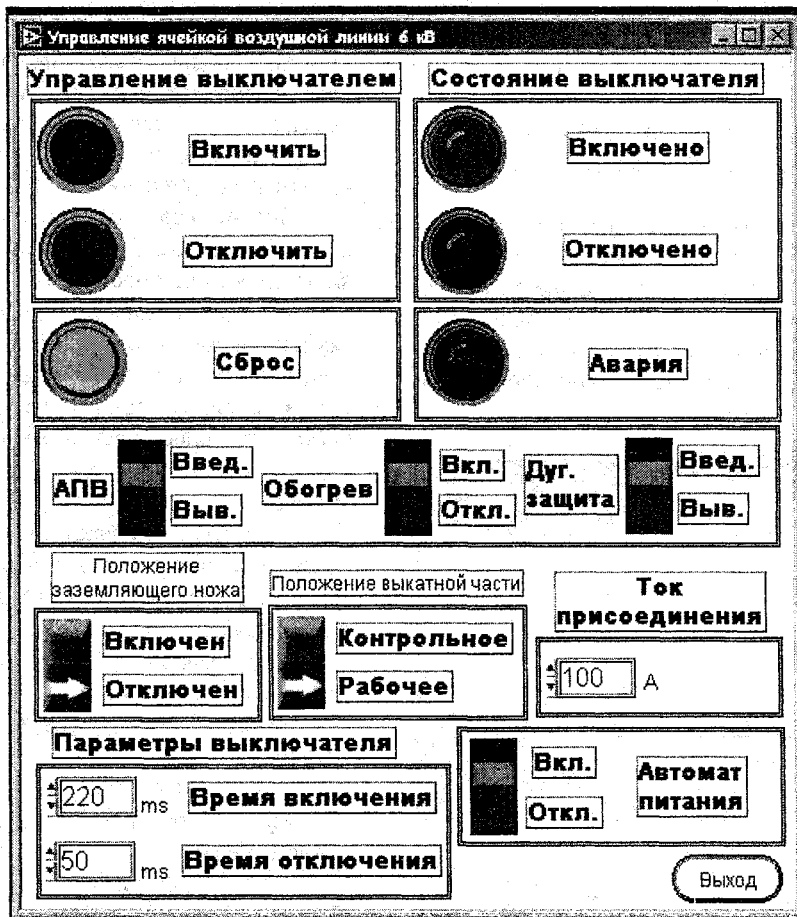 Управление ячейкой воздушной линии 6 кВ
Управление выключателем
Состояние выключателя
Включить
Включено
Отключить
Отключено
Сброс
Авария
АПВ
Введ.
Выв.
Обогрев
Вкл.
Откл.
Дуг.
защита
Введ.
Выв.
Положение
заземляющего ножа
Включен
Отключен
Положение выкатной части
Контрольное
Рабочее
Ток
присоединения
100 A
Параметры выключателя
220 ms Время включения
50 ms Время отключения
Вкл.
Откл.
Автомат
питания
Выход